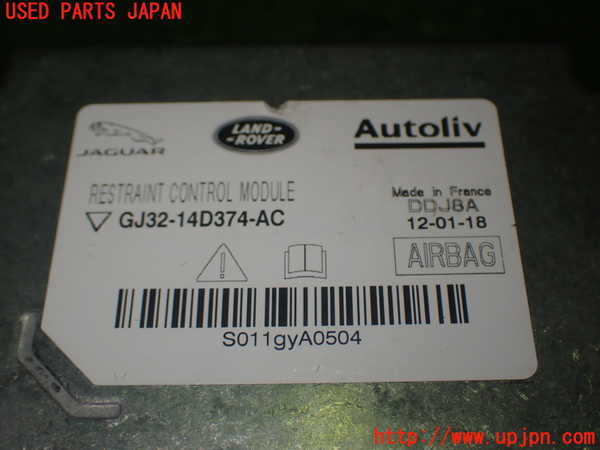 USED PARTS JAPAN
JAGUAR
LAND-
-ROVER
Autoliv
RESTRAINT CONTROL MODULE
GJ32-14D374-AC
Made in France
DDJ8A
12-01-18
AIRBAG
S011gyA0504
http://www.upjpn.com